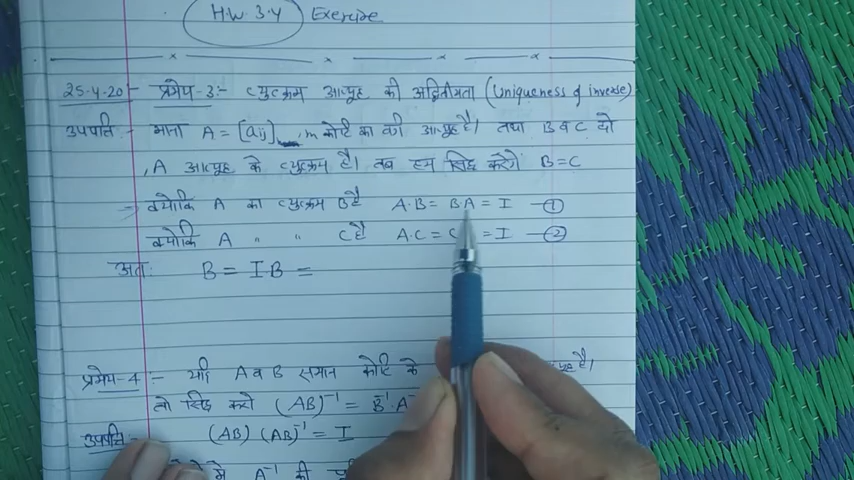 H.W. 3.4 Exercise
25-4-20:- प्रमेय-3:- व्युत्क्रम आव्यूह की अद्वितीयता (Uniqueness of inverse)
उपपत्ति - माना A = [aij] , m कोटि का वर्ग आव्यूह है। तथा B व C दो
, A आव्यूह के व्युत्क्रम है। तब हम सिद्ध करेगे B=C
क्योकि A का व्युत्क्रम B है A·B = B·A = I -①
क्योकि A " " C है A·C = C = I -②
अतः B = I·B =
प्रमेय-4:- यदि A व B समान कोटि के है।
तो सिद्ध करो (AB)⁻¹ = B⁻¹A⁻
उपपत्ति:- (AB) (AB)⁻¹ = I
मे A⁻¹ की